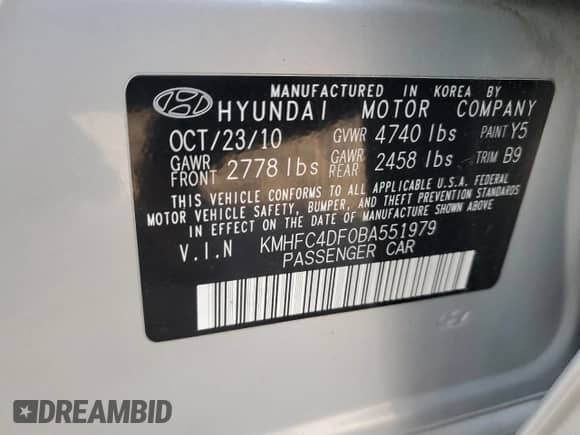 MANUFACTURED IN KOREA BY
HYUNDAI MOTOR COMPANY
OCT/23/10 GVWR 4740 lbs PAINT Y5
GAWR FRONT 2778 lbs GAWR REAR 2458 lbs TRIM B9
THIS VEHICLE CONFORMS TO ALL APPLICABLE U.S.A. FEDERAL
MOTOR VEHICLE SAFETY, BUMPER, AND THEFT PREVENTION STANDARDS
IN EFFECT ON THE DATE OF MANUFACTURE SHOWN ABOVE.
V.I.N KMHFC4DF0BA551979
PASSENGER CAR
DREAMBID